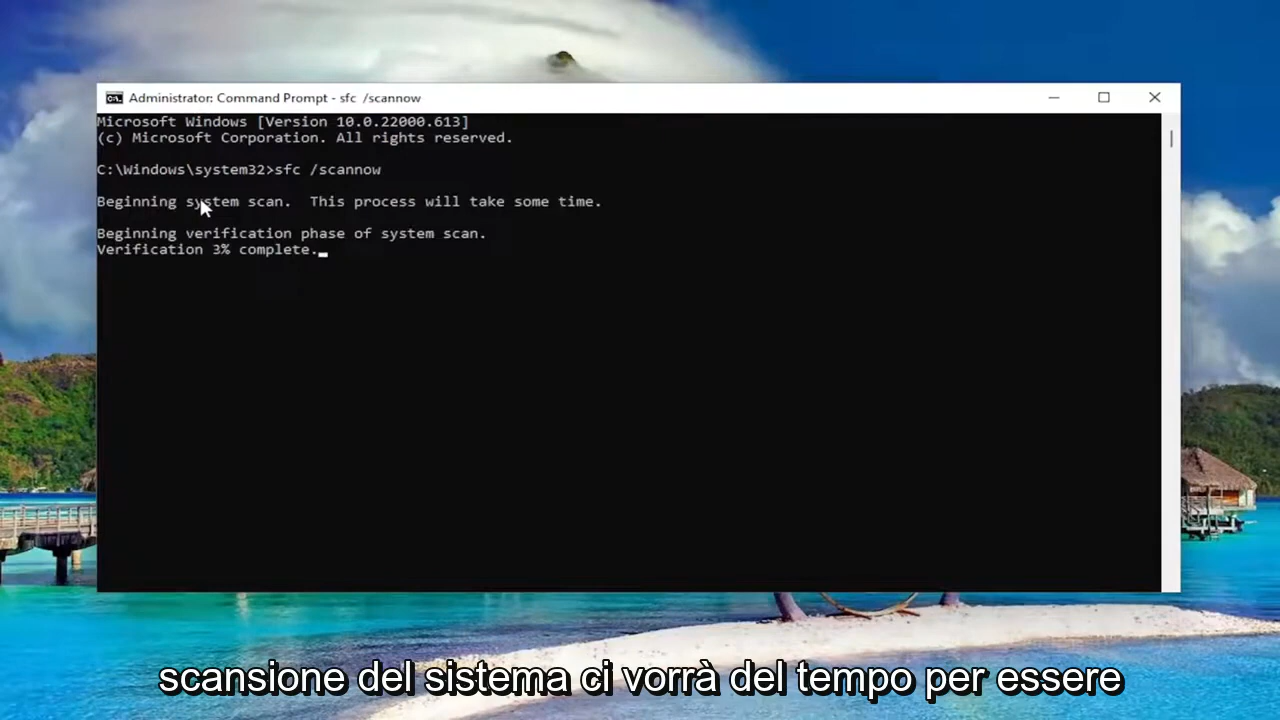 Administrator: Command Prompt - sfc /scannow
Microsoft Windows [Version 10.0.22000.613]
(c) Microsoft Corporation. All rights reserved.
C:\Windows\system32>sfc /scannow
Beginning system scan.  This process will take some time.
Beginning verification phase of system scan.
Verification 3% complete.
scansione del sistema ci vorrà del tempo per essere